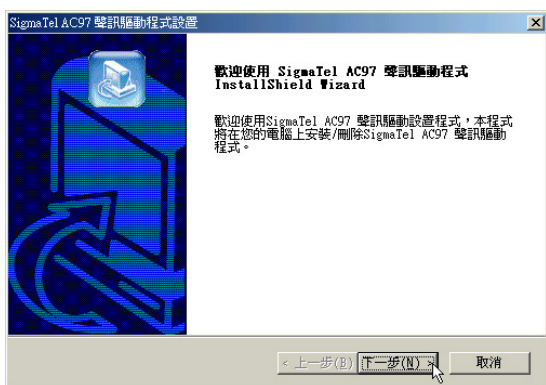 SigmaTel AC97 聲訊驅動程式設置
歡迎使用 SigmaTel AC97 聲訊驅動程式
InstallShield Wizard
歡迎使用SigmaTel AC97 聲訊驅動設置程式，本程式
將在您的電腦上安裝/刪除SigmaTel AC97 聲訊驅動
程式。
< 上一步(B) 下一步(N) > 取消